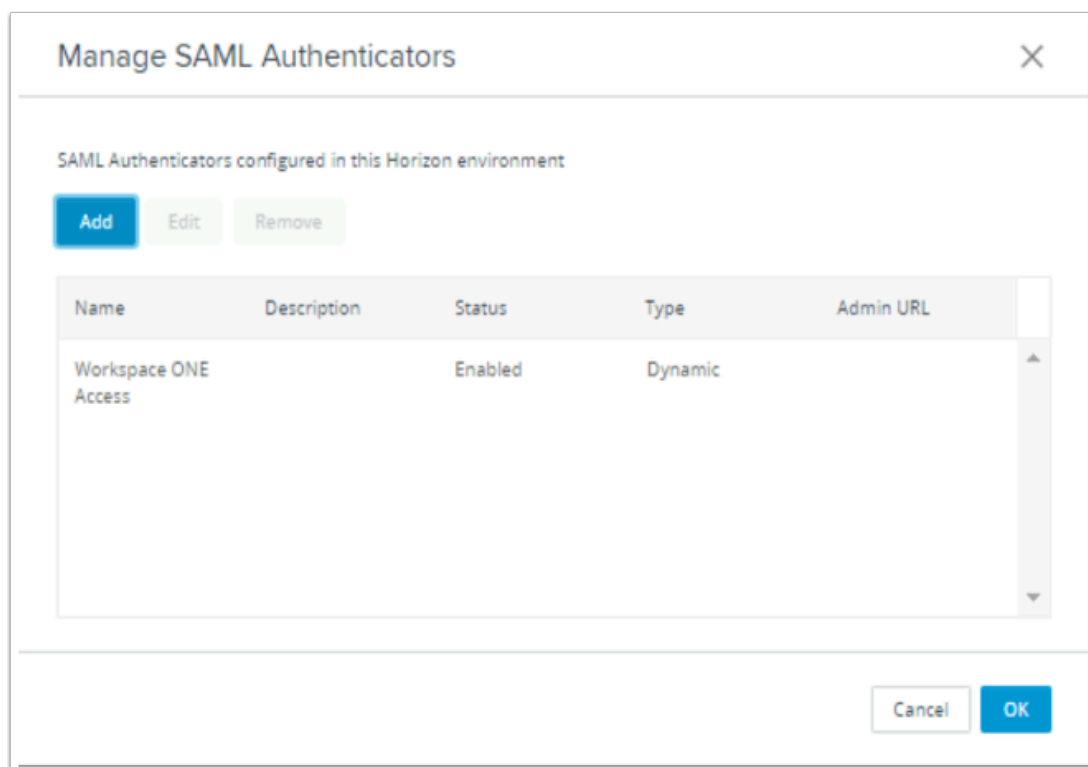 Manage SAML Authenticators
SAML Authenticators configured in this Horizon environment
Add Edit Remove
Name Description Status Type Admin URL
Workspace ONE Enabled Dynamic
Access
Cancel OK